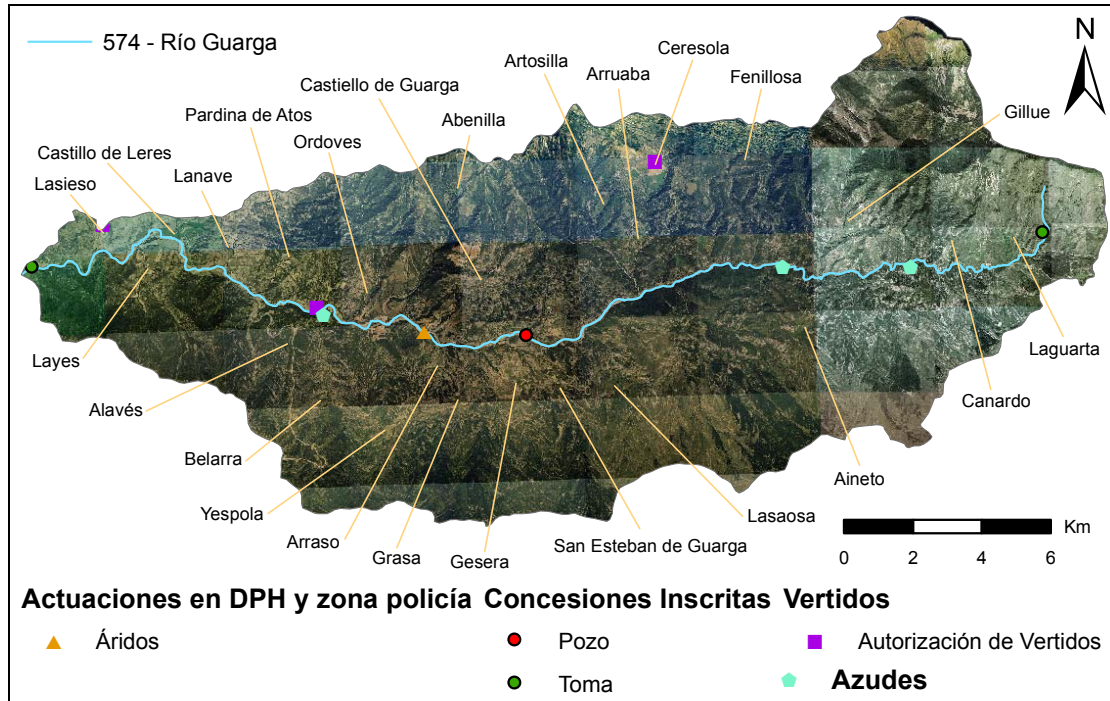 574 - Río Guarga
N
Ceresola
Artosilla
Arruaba
Fenillosa
Castiello de Guarga
Gillue
Pardina de Atos
Abenilla
Ordoves
Castillo de Leres
Lanave
Lasieso
Layes
Laguarta
Alavés
Canardo
Belarra
Aineto
Yespola
Lasaosa
Arraso
San Esteban de Guarga
Grasa
Gesera
Km
0 2 4 6
Actuaciones en DPH y zona policía Concesiones Inscritas Vertidos
Áridos Pozo Autorización de Vertidos
Toma Azudes